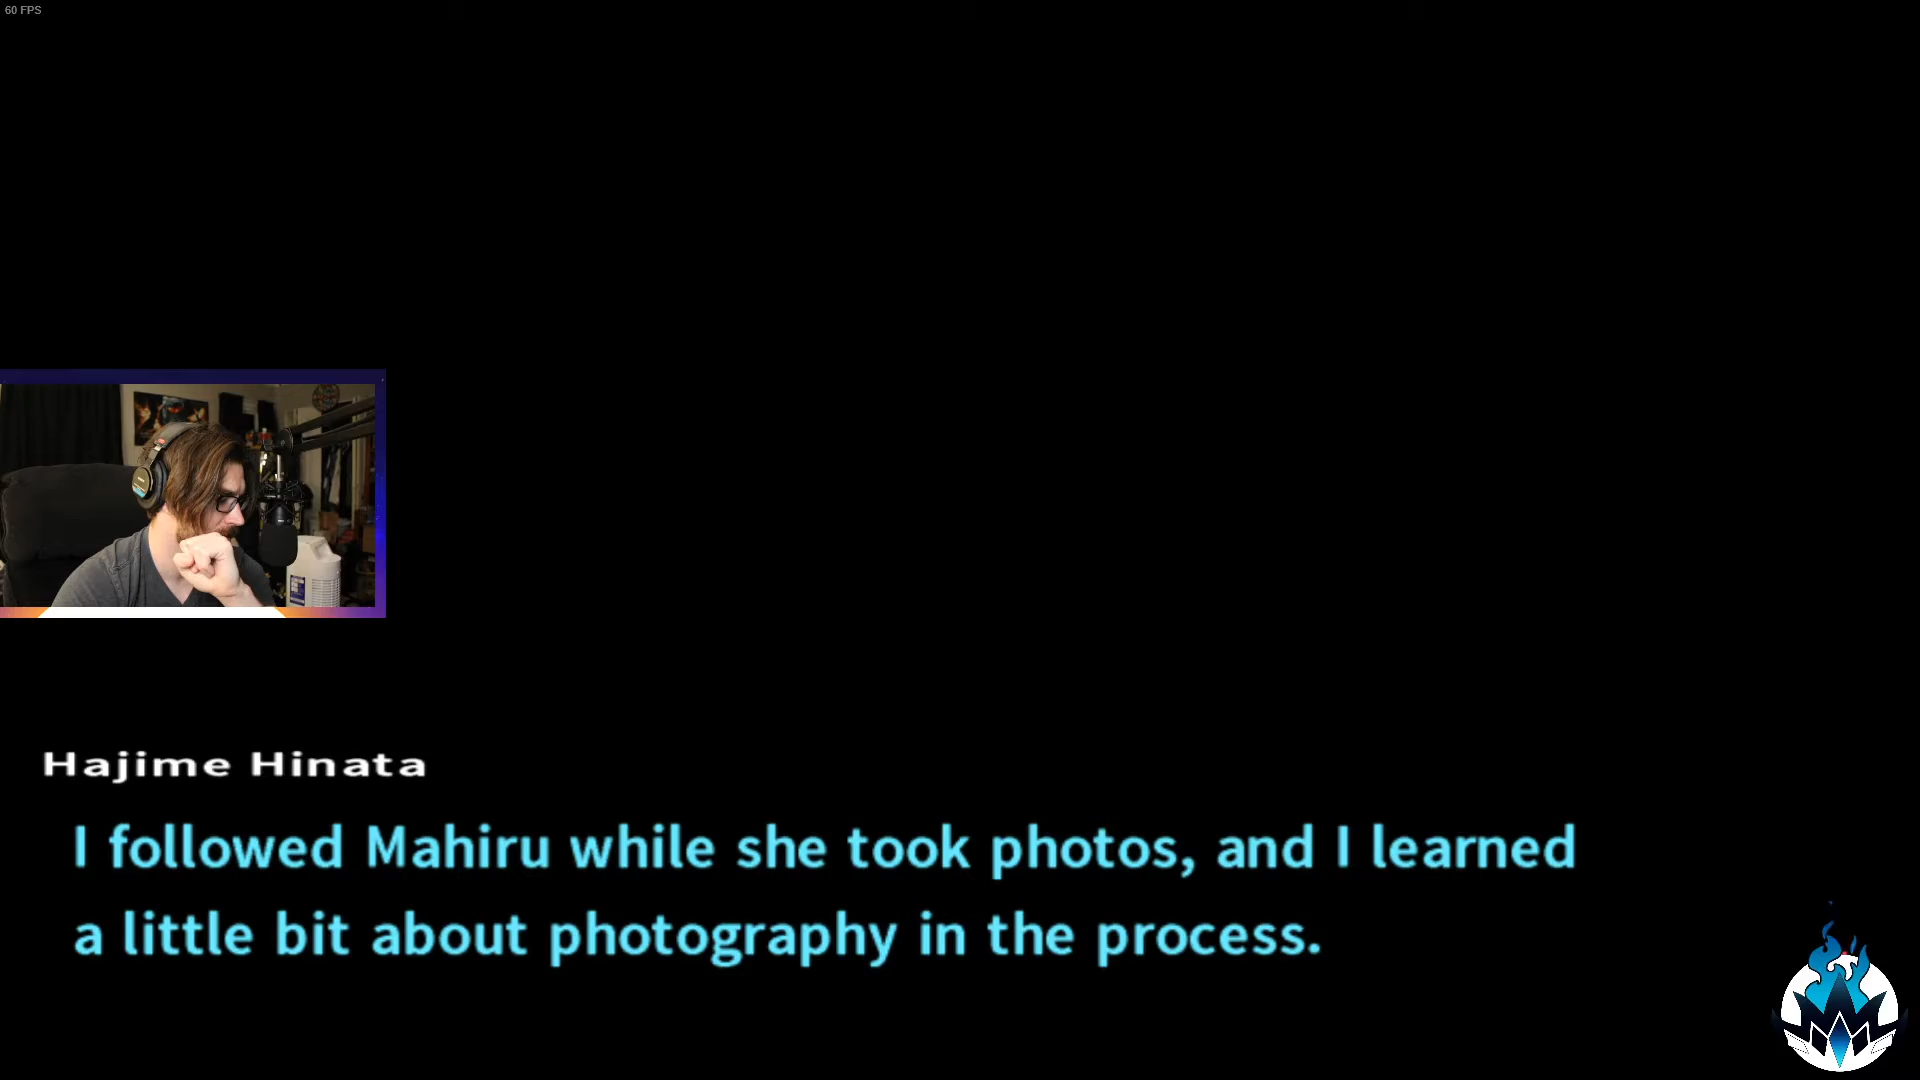 60 FPS
Hajime Hinata
I followed Mahiru while she took photos, and I learned
a little bit about photography in the process.